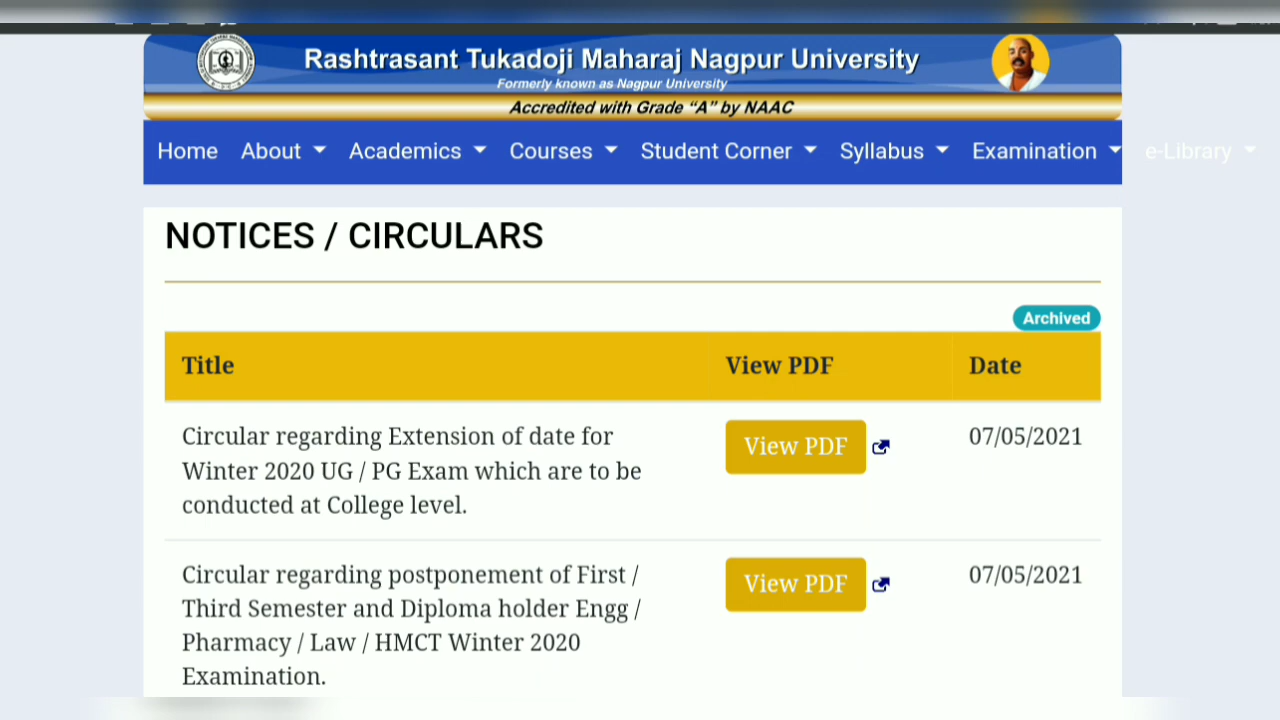 Rashtrasant Tukadoji Maharaj Nagpur University
Formerly known as Nagpur University
Accredited with Grade “A” by NAAC
Home About Academics Courses Student Corner Syllabus Examination e-Library
NOTICES / CIRCULARS
Archived
Title View PDF Date
Circular regarding Extension of date for
Winter 2020 UG / PG Exam which are to be
conducted at College level.
View PDF
07/05/2021
Circular regarding postponement of First /
Third Semester and Diploma holder Engg /
Pharmacy / Law / HMCT Winter 2020
Examination.
View PDF
07/05/2021